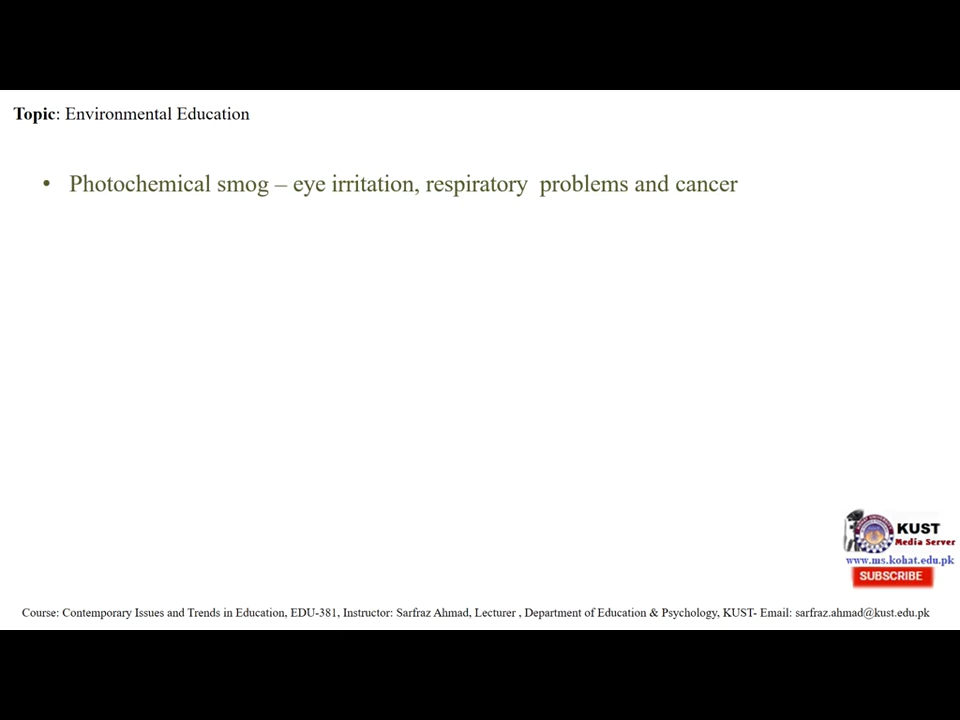 Topic: Environmental Education
• Photochemical smog – eye irritation, respiratory  problems and cancer
KUST
Media Server
www.ms.kohat.edu.pk
SUBSCRIBE
Course: Contemporary Issues and Trends in Education, EDU-381, Instructor: Sarfraz Ahmad, Lecturer , Department of Education & Psychology, KUST- Email: sarfraz.ahmad@kust.edu.pk